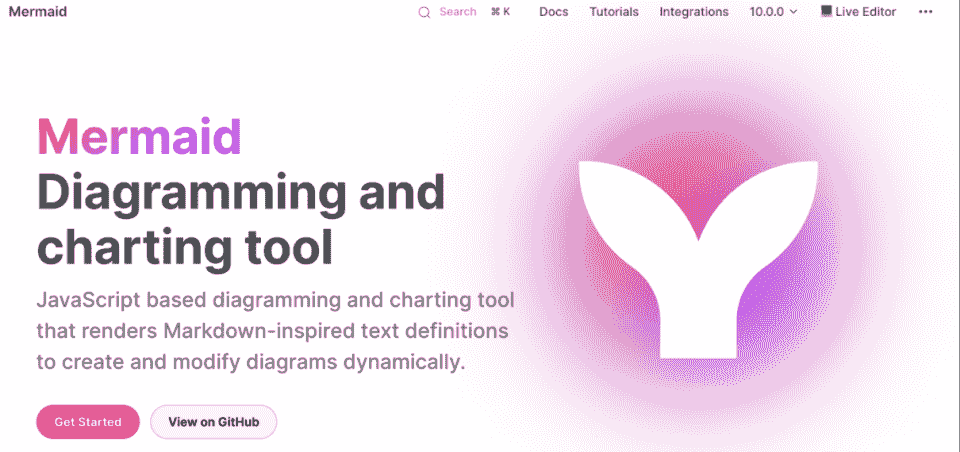 Mermaid Search ⌘ K Docs Tutorials Integrations 10.0.0 Live Editor
Mermaid
Diagramming and
charting tool
JavaScript based diagramming and charting tool
that renders Markdown-inspired text definitions
to create and modify diagrams dynamically.
Get Started View on GitHub